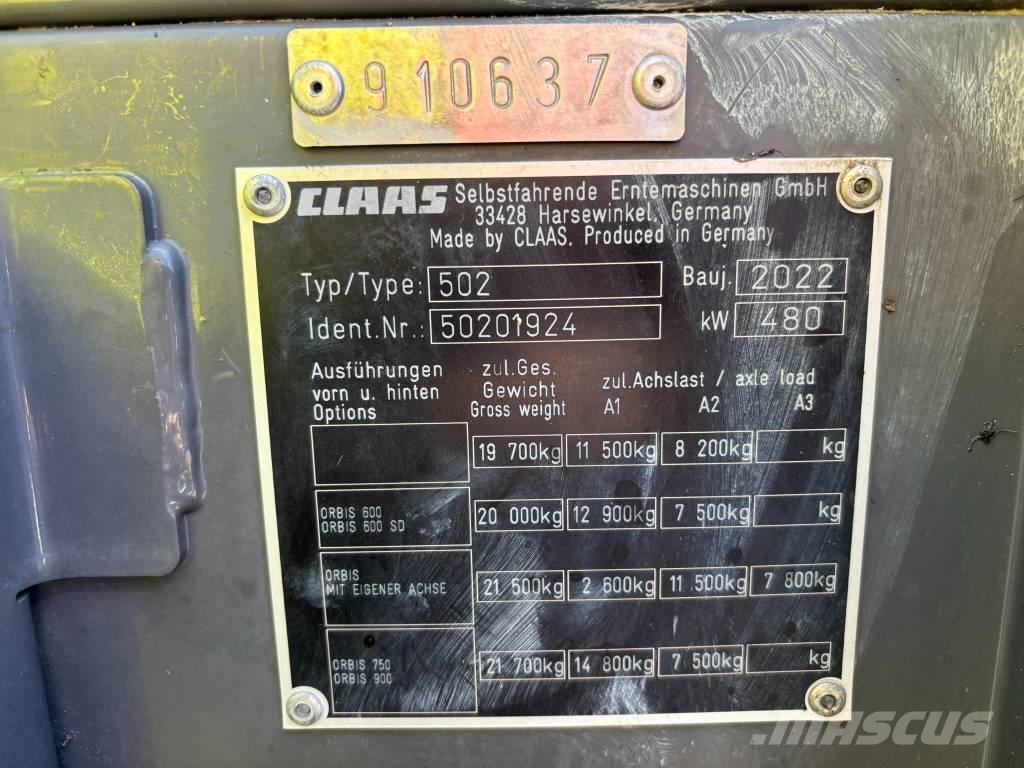 910637
CLAAS Selbstfahrende Erntemaschinen GmbH
33428 Harsewinkel, Germany
Made by CLAAS, Produced in Germany
Typ/Type: 502 Bauj. 2022
Ident.Nr.: 50201924 kW 480
Ausführungen zul.Ges.
vorn u. hinten Gewicht zul.Achslast / axle load
Options Gross weight A1 A2 A3
19 700kg 11 500kg 8 200kg kg
ORBIS 600
ORBIS 600 SD 20 000kg 12 900kg 7 500kg kg
ORBIS
MIT EIGENER ACHSE 21 500kg 2 600kg 11 500kg 7 800kg
ORBIS 750
ORBIS 900 21 700kg 14 800kg 7 500kg kg
MASCUS